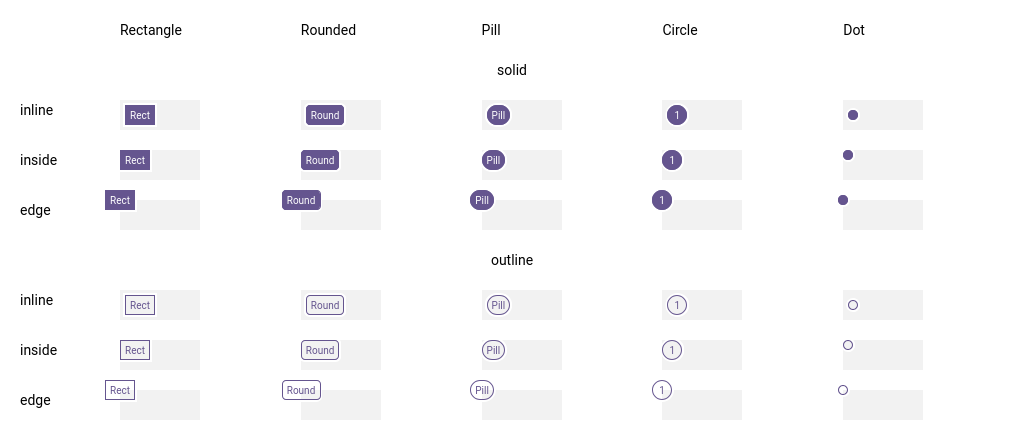 Rectangle Rounded Pill Circle Dot
solid
inline Rect Round Pill 1
inside Rect Round Pill 1
edge Rect Round Pill 1
outline
inline Rect Round Pill 1
inside Rect Round Pill 1
edge Rect Round Pill 1